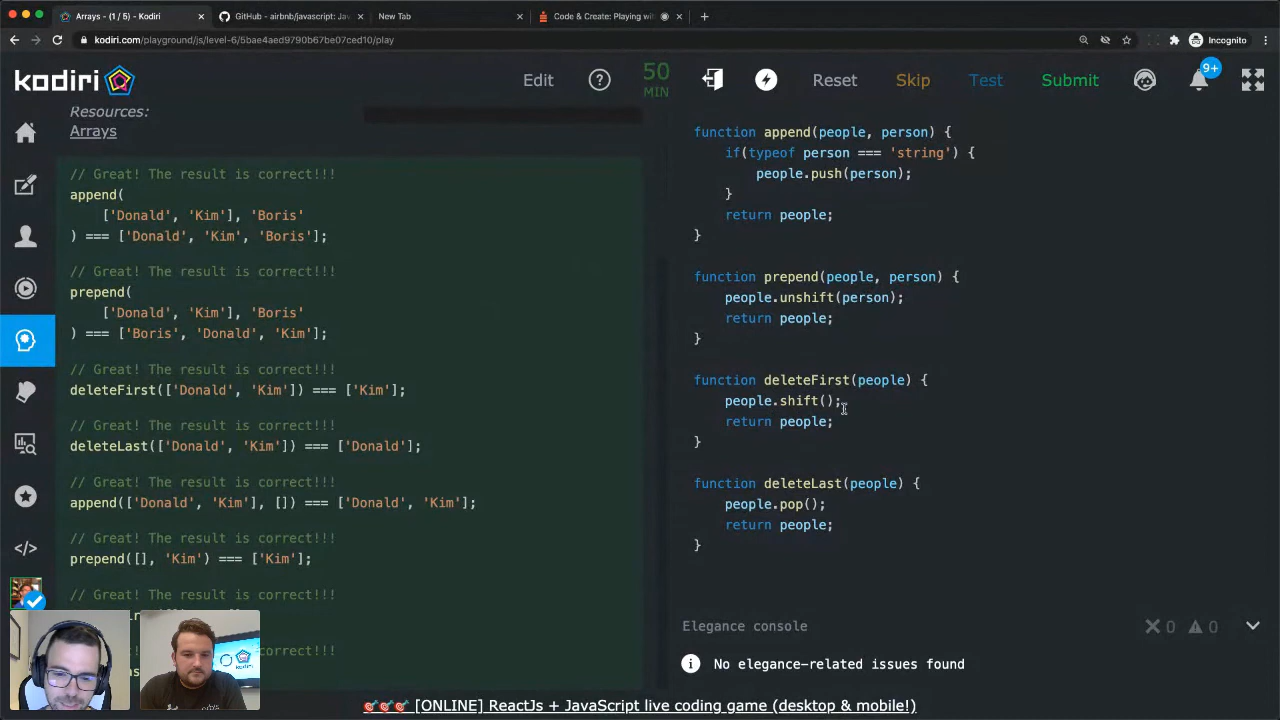 Arrays - (1 / 5) - Kodiri
GitHub - airbnb/javascript: Jav
New Tab
Code & Create: Playing wit
Incognito
kodiri.com/playground/js/level-6/5bae4aed9790b67be07ced10/play
kodiri
Edit
50
MIN
Reset
Skip
Test
Submit
9+
Resources:
Arrays
// Great! The result is correct!!!
append(
['Donald', 'Kim'], 'Boris'
) === ['Donald', 'Kim', 'Boris'];
// Great! The result is correct!!!
prepend(
['Donald', 'Kim'], 'Boris'
) === ['Boris', 'Donald', 'Kim'];
// Great! The result is correct!!!
deleteFirst(['Donald', 'Kim']) === ['Kim'];
// Great! The result is correct!!!
deleteLast(['Donald', 'Kim']) === ['Donald'];
// Great! The result is correct!!!
append(['Donald', 'Kim'], []) === ['Donald', 'Kim'];
// Great! The result is correct!!!
prepend([], 'Kim') === ['Kim'];
// Great! The result is correct!!!
correct!!!
function append(people, person) {
if(typeof person === 'string') {
people.push(person);
}
return people;
}
function prepend(people, person) {
people.unshift(person);
return people;
}
function deleteFirst(people) {
people.shift();
return people;
}
function deleteLast(people) {
people.pop();
return people;
}
Elegance console
0
0
No elegance-related issues found
kodiri
[ONLINE] ReactJs + JavaScript live coding game (desktop & mobile!)